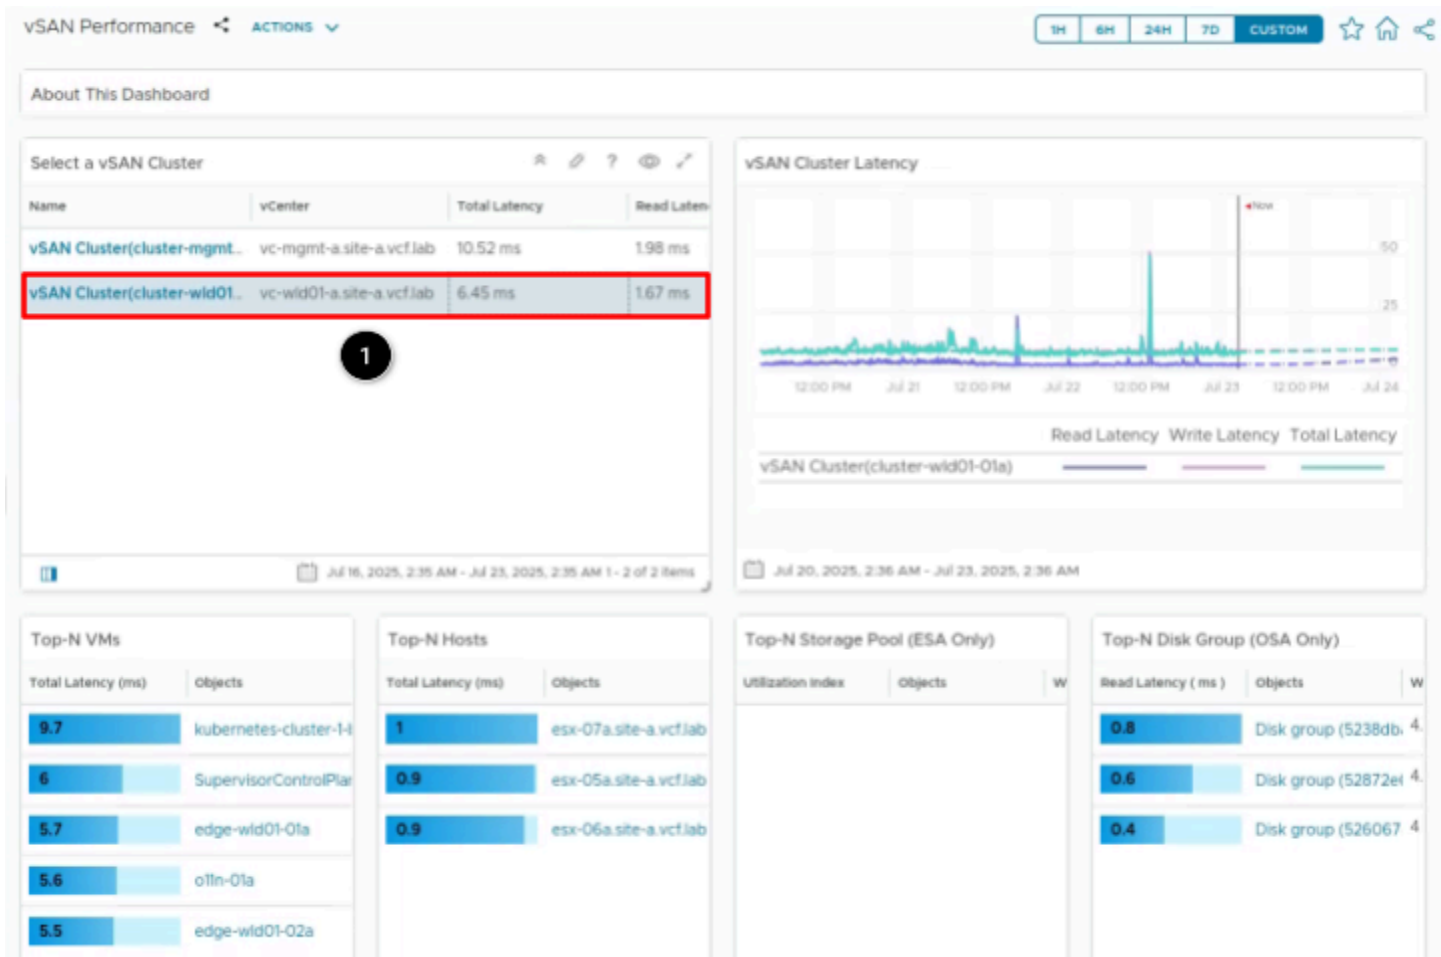 vSAN Performance ACTIONS
1H 6H 24H 7D CUSTOM
About This Dashboard
Select a vSAN Cluster
?
Name vCenter Total Latency Read Laten
vSAN Cluster(cluster-mgmt... vc-mgmt-a.site-a.vcf.lab 10.52 ms 1.98 ms
vSAN Cluster(cluster-wld01... vc-wld01-a.site-a.vcf.lab 6.45 ms 1.67 ms
1
Jul 16, 2025, 2:35 AM - Jul 23, 2025, 2:35 AM 1 - 2 of 2 items
vSAN Cluster Latency
Now
50
25
0
12:00 PM Jul 21 12:00 PM Jul 22 12:00 PM Jul 23 12:00 PM Jul 24
Read Latency Write Latency Total Latency
vSAN Cluster(cluster-wld01-01a)
Jul 20, 2025, 2:36 AM - Jul 23, 2025, 2:36 AM
Top-N VMs
Total Latency (ms) Objects
9.7 kubernetes-cluster-1-
6 SupervisorControlPlan
5.7 edge-wld01-01a
5.6 o11n-01a
5.5 edge-wld01-02a
Top-N Hosts
Total Latency (ms) Objects
1 esx-07a.site-a.vcf.lab
0.9 esx-05a.site-a.vcf.lab
0.9 esx-06a.site-a.vcf.lab
Top-N Storage Pool (ESA Only)
Utilization Index Objects W
Top-N Disk Group (OSA Only)
Read Latency ( ms ) Objects W
0.8 Disk group (5238db 4.
0.6 Disk group (52872e 4.
0.4 Disk group (526067 4